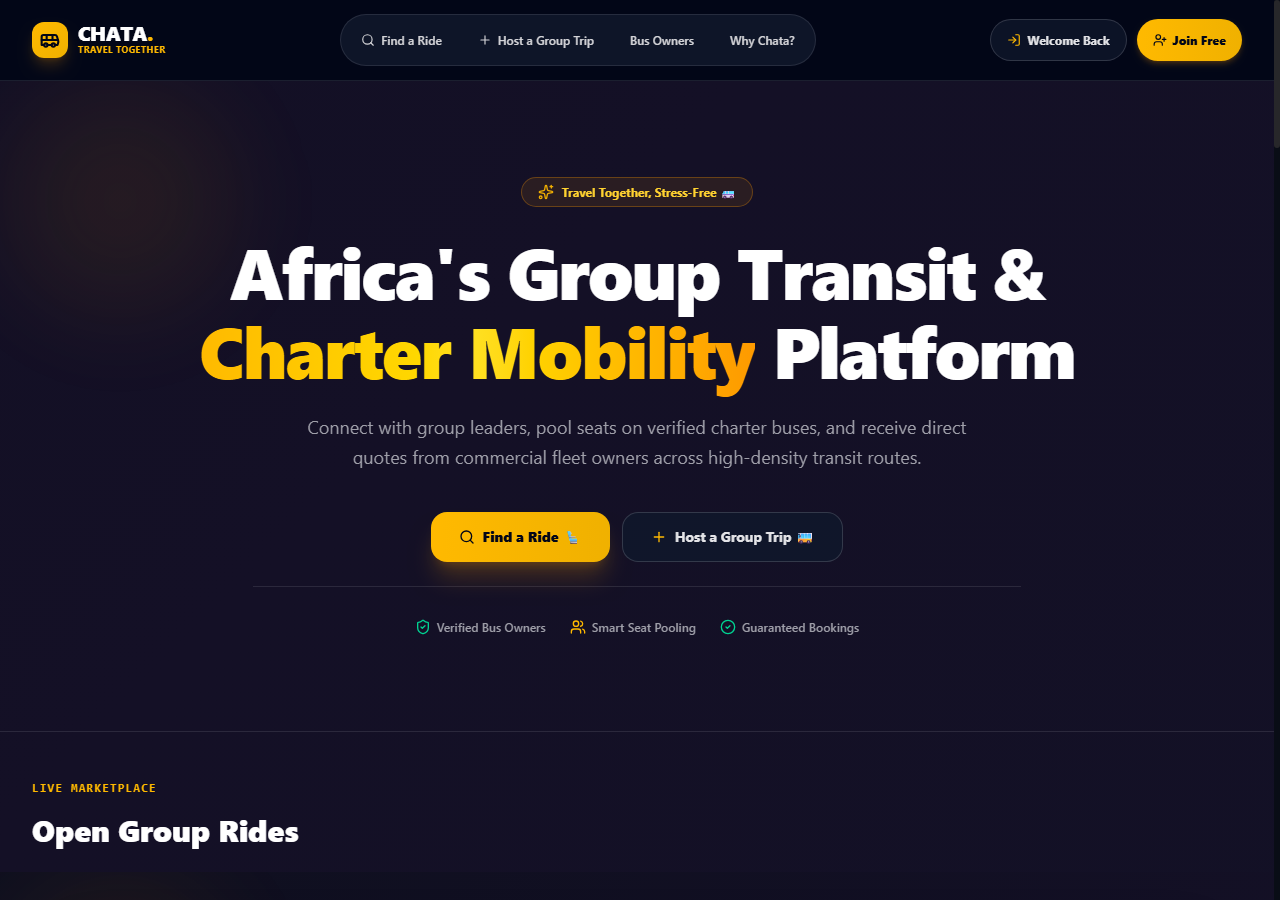 CHATA.
TRAVEL TOGETHER
Find a Ride
Host a Group Trip
Bus Owners
Why Chata?
Welcome Back
Join Free
Travel Together, Stress-Free 🚌
Africa's Group Transit &
Charter Mobility Platform
Connect with group leaders, pool seats on verified charter buses, and receive direct
quotes from commercial fleet owners across high-density transit routes.
Find a Ride 💺
Host a Group Trip 🚌
Verified Bus Owners
Smart Seat Pooling
Guaranteed Bookings
LIVE MARKETPLACE
Open Group Rides